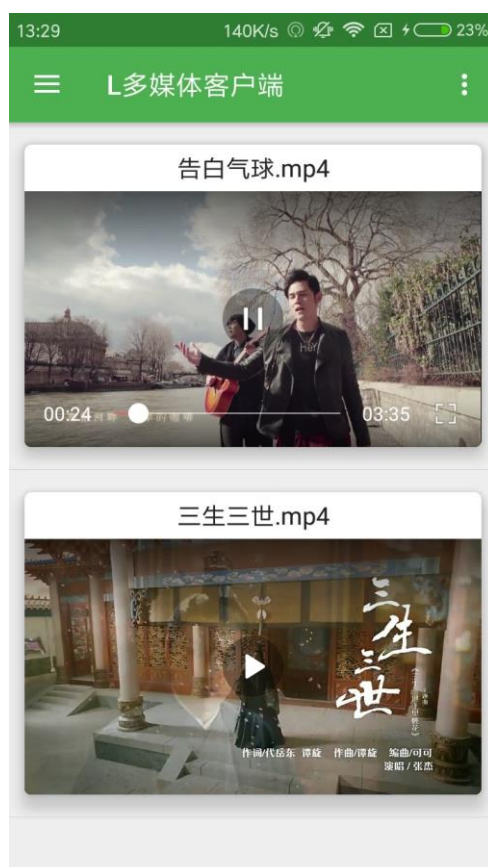 13:29 140K/s 23%
L多媒体客户端
告白气球.mp4
00:24 03:35
三生三世.mp4
三生三世
作词/代岳东 谭旋 作曲/谭旋 编曲/可可
演唱 / 张杰